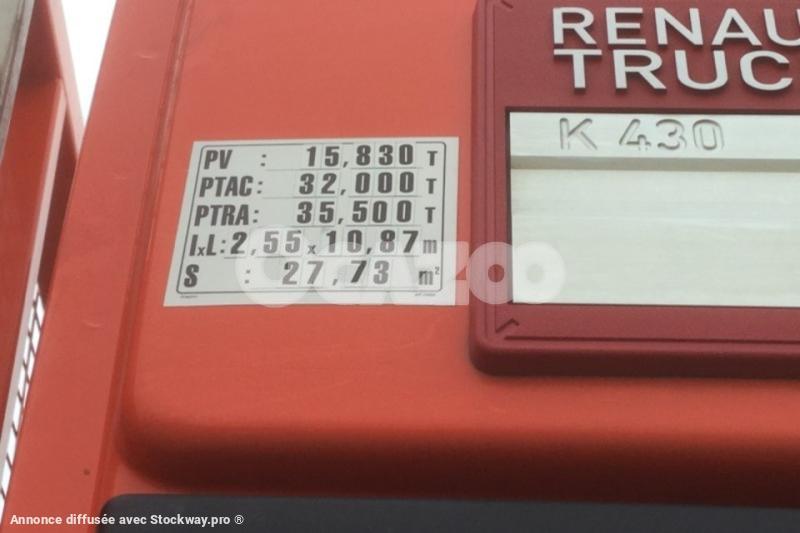 RENAU
TRUC
K 430
PV : 15,830 T
PTAC: 32,000 T
PTRA: 35,500 T
IxL: 2,55 x 10,87 m
S : 27,73 m²
Annonce diffusée avec Stockway.pro ®